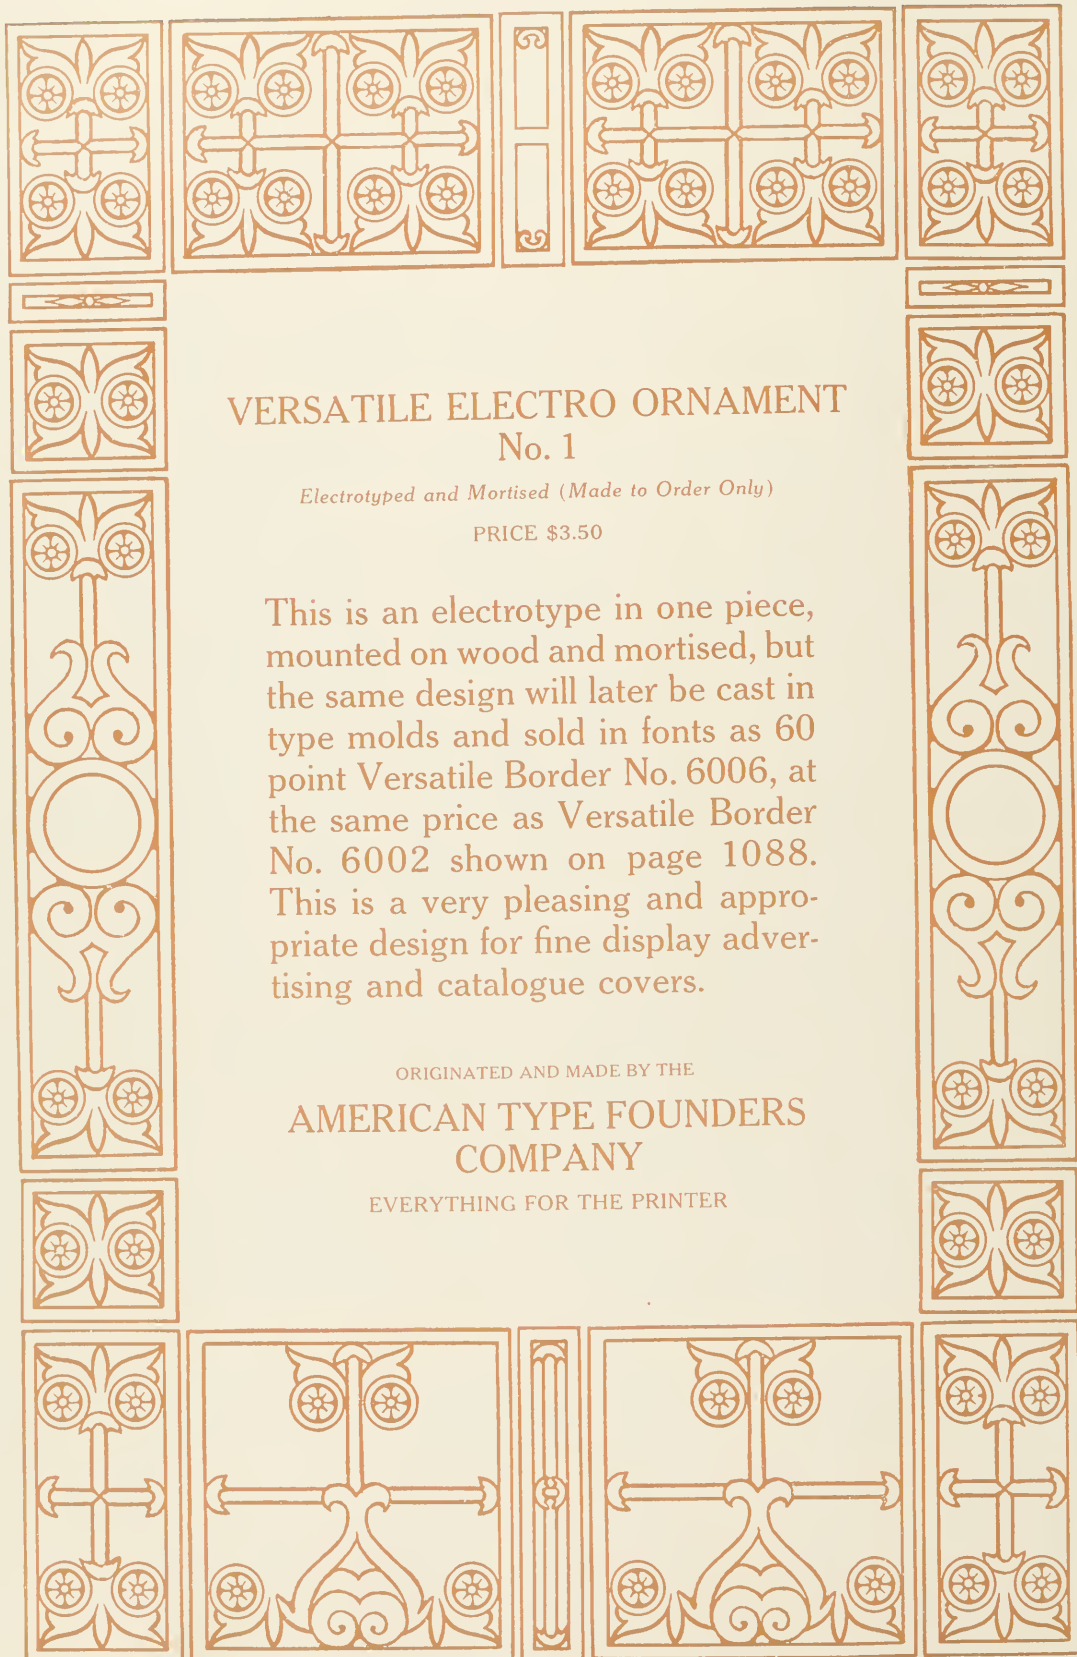 VERSATILE ELECTRO ORNAMENT
No. 1
Electrotyped and Mortised (Made to Order Only)
PRICE $3.50
This is an electrotype in one piece,
mounted on wood and mortised, but
the same design will later be cast in
type molds and sold in fonts as 60
point Versatile Border No. 6006, at
the same price as Versatile Border
No. 6002 shown on page 1088.
This is a very pleasing and appro-
priate design for fine display adver-
tising and catalogue covers.
ORIGINATED AND MADE BY THE
AMERICAN TYPE FOUNDERS
COMPANY
EVERYTHING FOR THE PRINTER